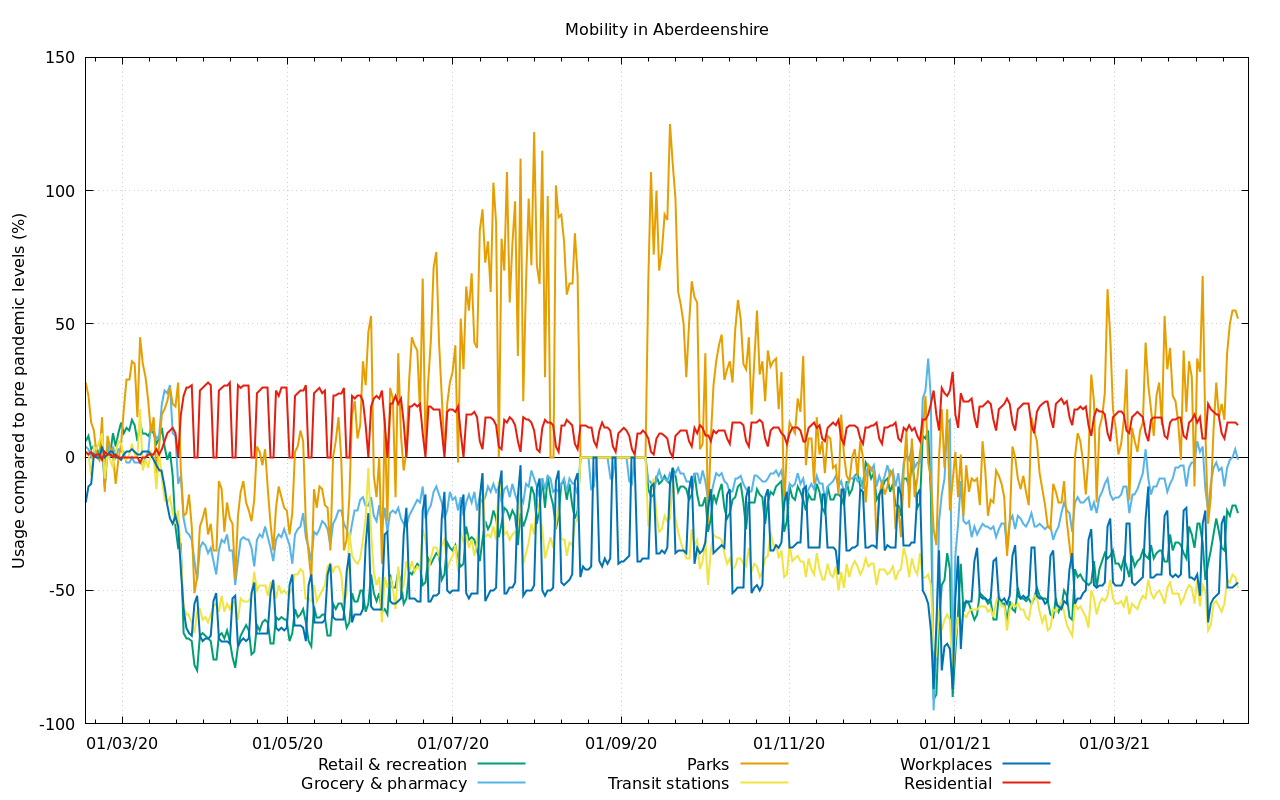 Mobility in Aberdeenshire
Usage compared to pre pandemic levels (%)
150
100
50
0
-50
-100
01/03/20 01/05/20 01/07/20 01/09/20 01/11/20 01/01/21 01/03/21
Retail & recreation Parks Workplaces
Grocery & pharmacy Transit stations Residential